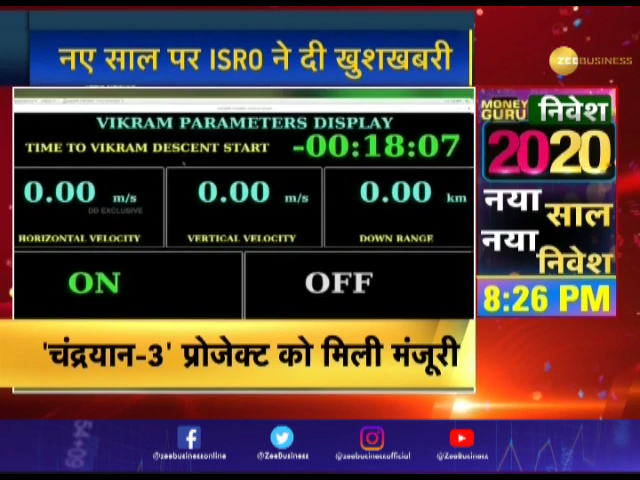 नए साल पर ISRO ने दी खुशखबरी
ZEEBUSINESS
VIKRAM PARAMETERS DISPLAY
TIME TO VIKRAM DESCENT START -00:18:07
0.00 m/s
0.00 m/s
0.00 km
DD EXCLUSIVE
HORIZONTAL VELOCITY
VERTICAL VELOCITY
DOWN RANGE
ON
OFF
MONEY GURU निवेश
2020
नया साल
नया निवेश
8:26 PM
'चंद्रयान-3' प्रोजेक्ट को मिली मंजूरी
@zeebusinessonline
@ZeeBusiness
@zeebusinessofficial
@ZeeBusiness